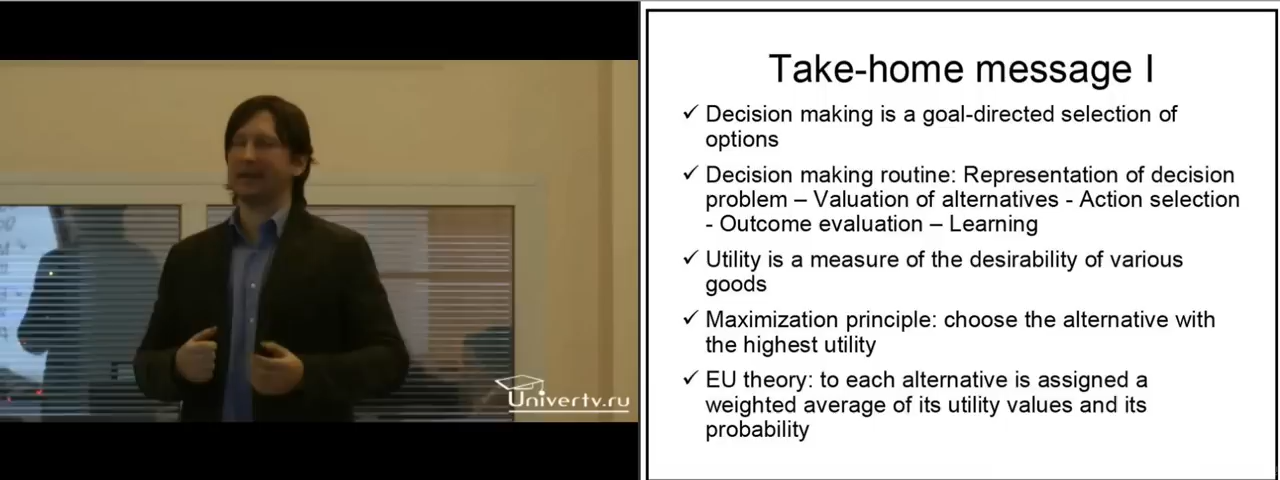 Take-home message I
✓ Decision making is a goal-directed selection of
options
✓ Decision making routine: Representation of decision
problem – Valuation of alternatives - Action selection
- Outcome evaluation – Learning
✓ Utility is a measure of the desirability of various
goods
✓ Maximization principle: choose the alternative with
the highest utility
✓ EU theory: to each alternative is assigned a
weighted average of its utility values and its
probability
Univertv.ru